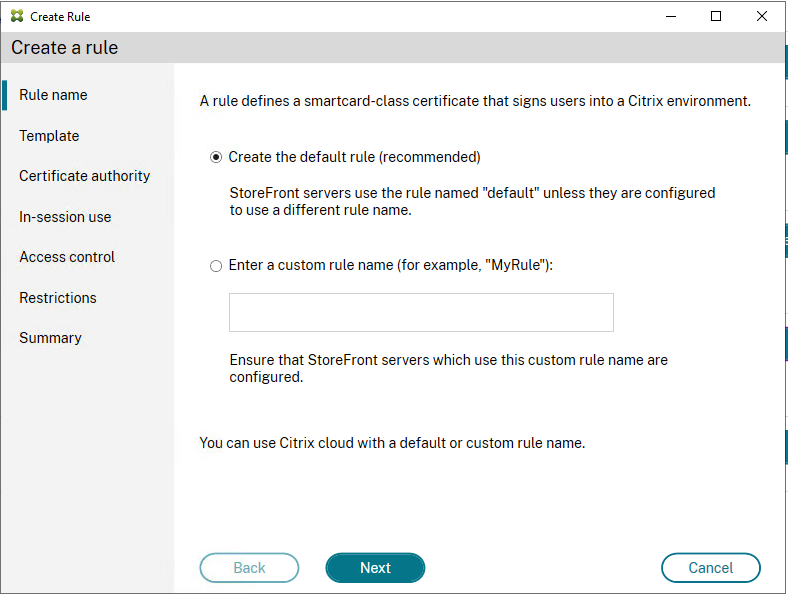 Create Rule
Create a rule
Rule name
Template
Certificate authority
In-session use
Access control
Restrictions
Summary
A rule defines a smartcard-class certificate that signs users into a Citrix environment.
Create the default rule (recommended)
StoreFront servers use the rule named "default" unless they are configured
to use a different rule name.
Enter a custom rule name (for example, "MyRule"):
Ensure that StoreFront servers which use this custom rule name are
configured.
You can use Citrix cloud with a default or custom rule name.
Back
Next
Cancel